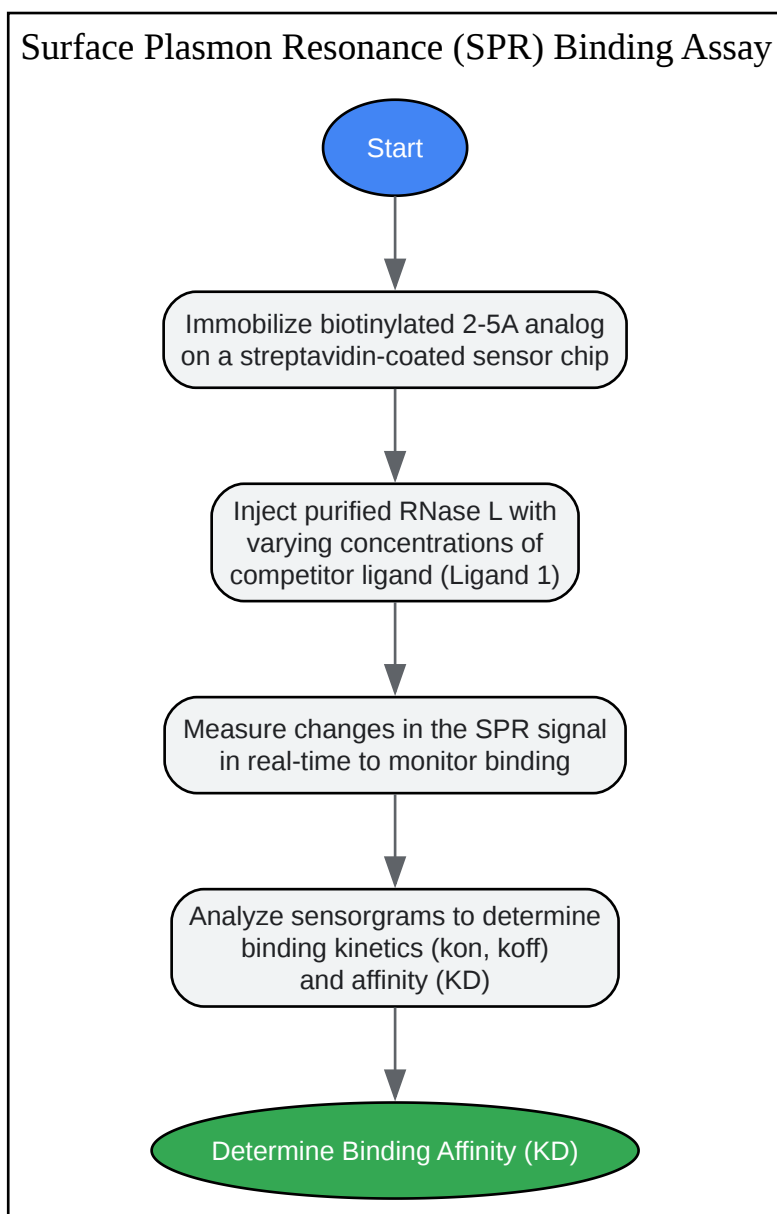 Surface Plasmon Resonance (SPR) Binding Assay
Start
Immobilize biotinylated 2-5A analog
on a streptavidin-coated sensor chip
Inject purified RNase L with
varying concentrations of
competitor ligand (Ligand 1)
Measure changes in the SPR signal
in real-time to monitor binding
Analyze sensorgrams to determine
binding kinetics (kon, koff)
and affinity (KD)
Determine Binding Affinity (KD)